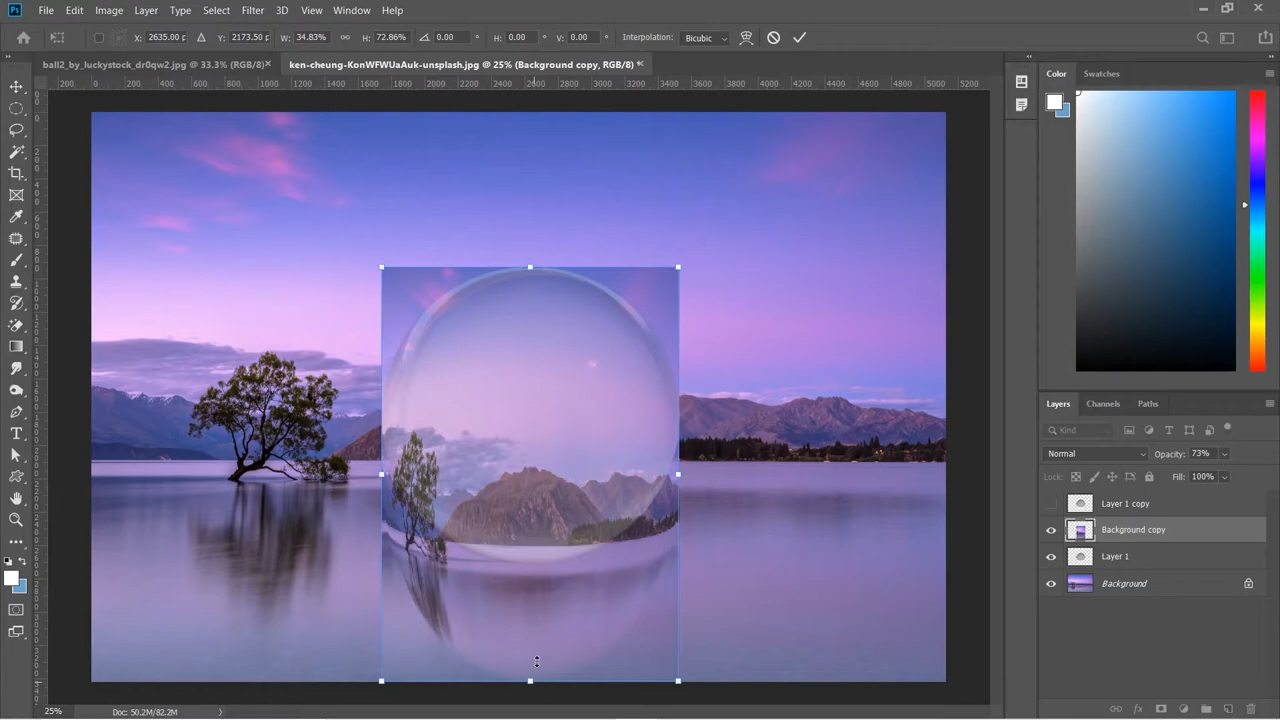 Ps File Edit Image Layer Type Select Filter 3D View Window Help
X: 2635.00 p Y: 2173.50 p W: 34.83% H: 72.86% 0.00 ° H: 0.00 ° V: 0.00 ° Interpolation: Bicubic
ball2_by_luckystock_dr0qw2.jpg @ 33.3% (RGB/8) ken-cheung-KonWFWUaAuk-unsplash.jpg @ 25% (Background copy, RGB/8) *
200 0 200 400 600 800 1000 1200 1400 1600 1800 2000 2200 2400 2600 2800 3000 3200 3400 3600 3800 4000 4200 4400 4600 4800 5000 5200
Color Swatches
Layers Channels Paths
Kind
Normal Opacity: 73%
Lock: Fill: 100%
Layer 1 copy
Background copy
Layer 1
Background
25% Doc: 50.2M/82.2M